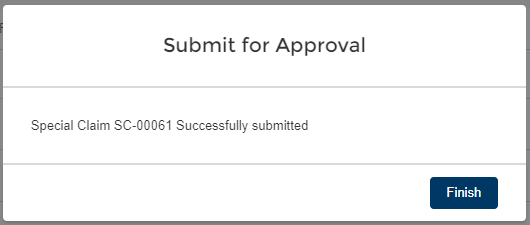 Submit for Approval
Special Claim SC-00061 Successfully submitted
Finish